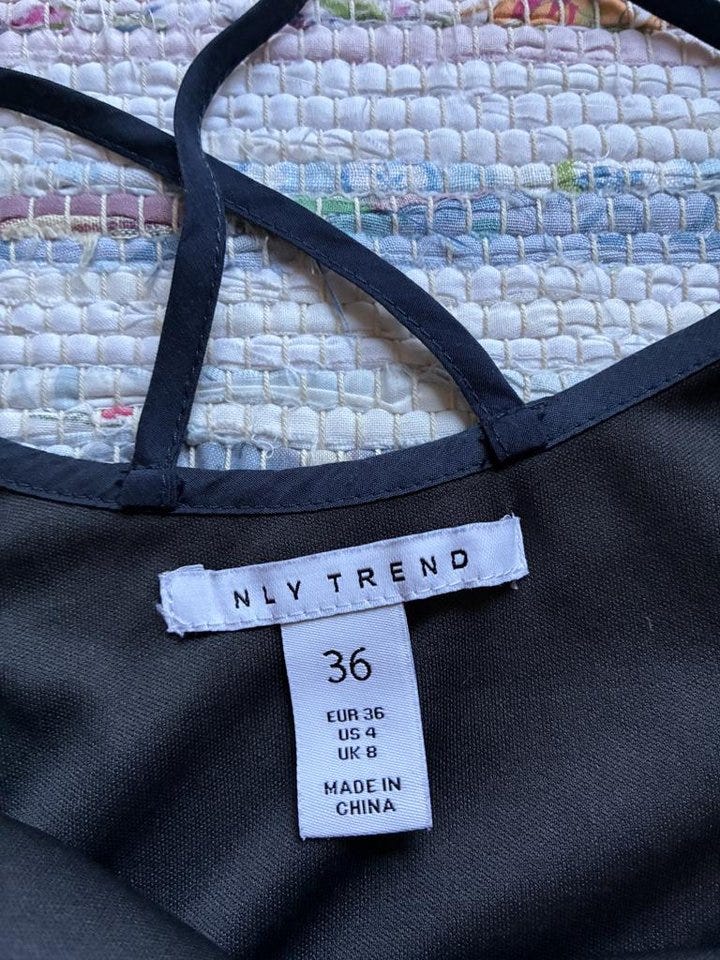 NLY TREND
36
EUR 36
US 4
UK 8
MADE IN
CHINA